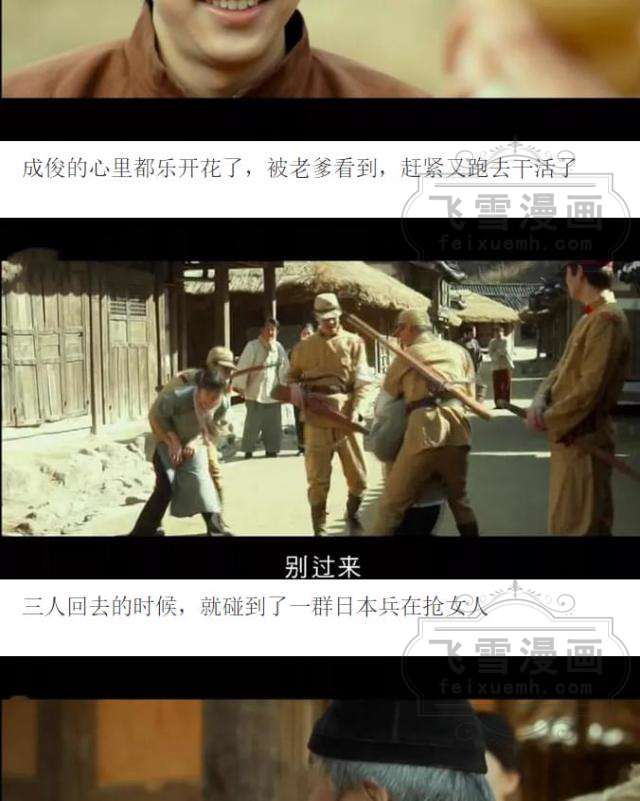 成俊的心里都乐开花了，被老爹看到，赶紧又跑去干活了
飞雪漫画
feixuemh.com
别过来
三人回去的时候，就碰到了一群日本兵在抢女人
飞雪漫画
feixuemh.com